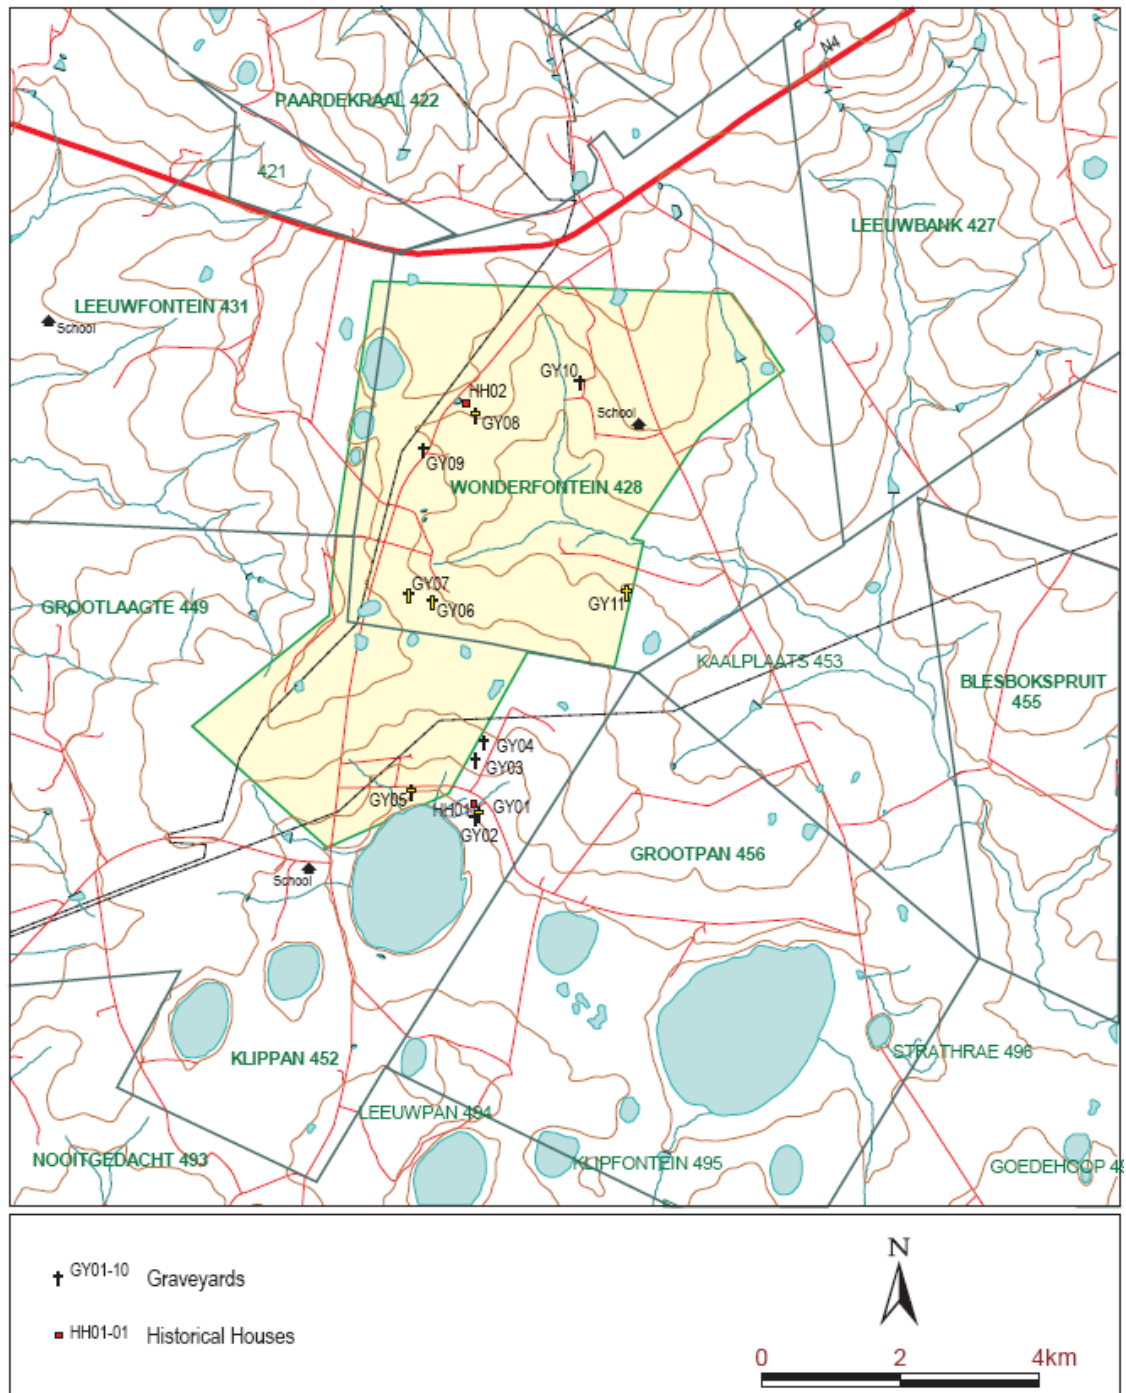 N4
PAARDEKRAAL 422
421
LEEUWBANK 427
LEEUWFONTEIN 431
School
GY10
HH02
School
GY08
GY09
WONDERFONTEIN 428
GY07
GROOTLAAGTE 449
GY06
GY11
KAALPLAATS 453
BLESBOKSPRUIT
455
GY04
GY03
GY05
HH01
GY01
GY02
GROOTPAN 456
School
KLIPPAN 452
STRATHRAE 496
LEEUWPAN 494
NOOITGEDACHT 493
KLIPFONTEIN 495
GOEDEHOOP 49
GY01-10 Graveyards
HH01-01 Historical Houses
N
0 2 4km